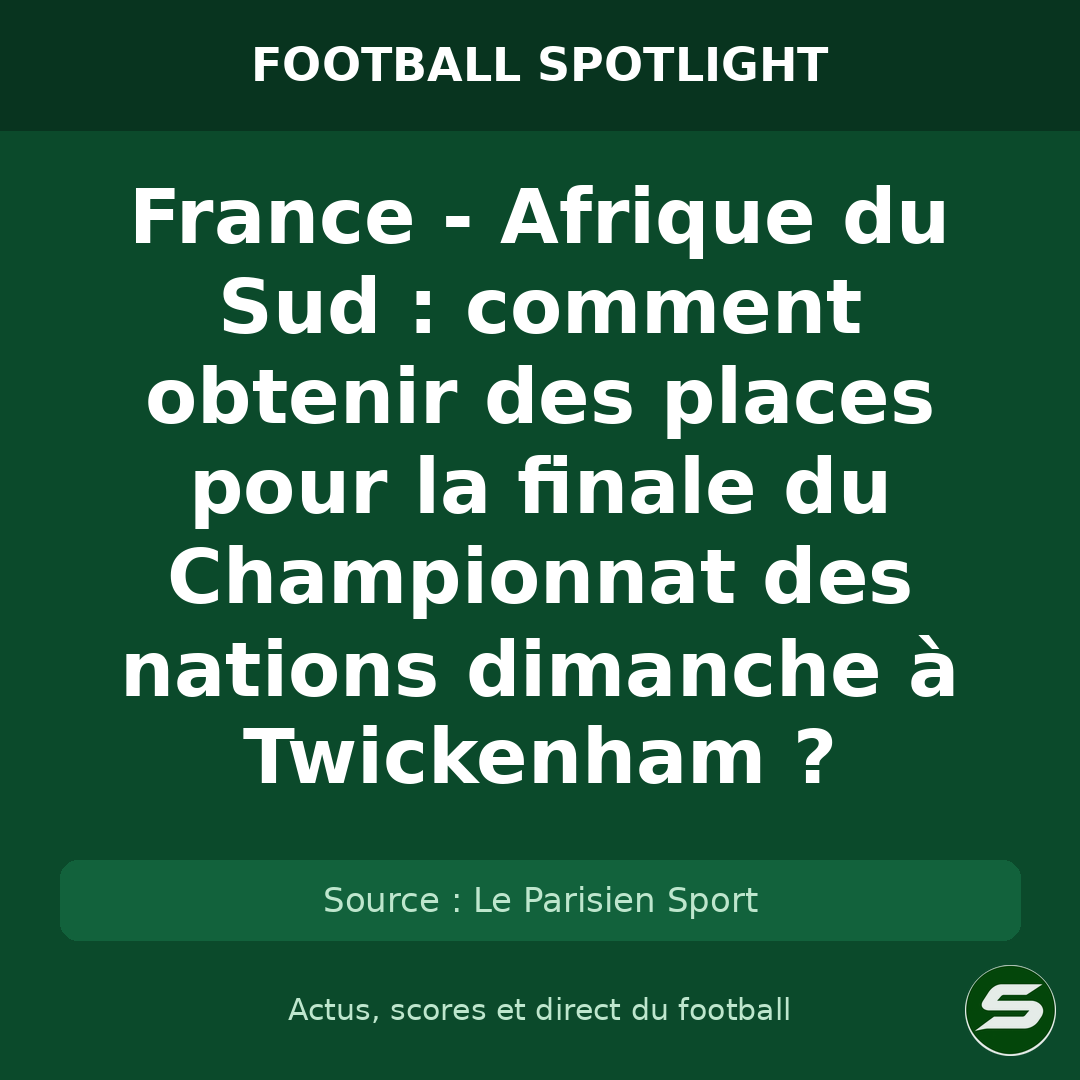 FOOTBALL SPOTLIGHT
France - Afrique du
Sud : comment
obtenir des places
pour la finale du
Championnat des
nations dimanche à
Twickenham ?
Source : Le Parisien Sport
Actus, scores et direct du football
S